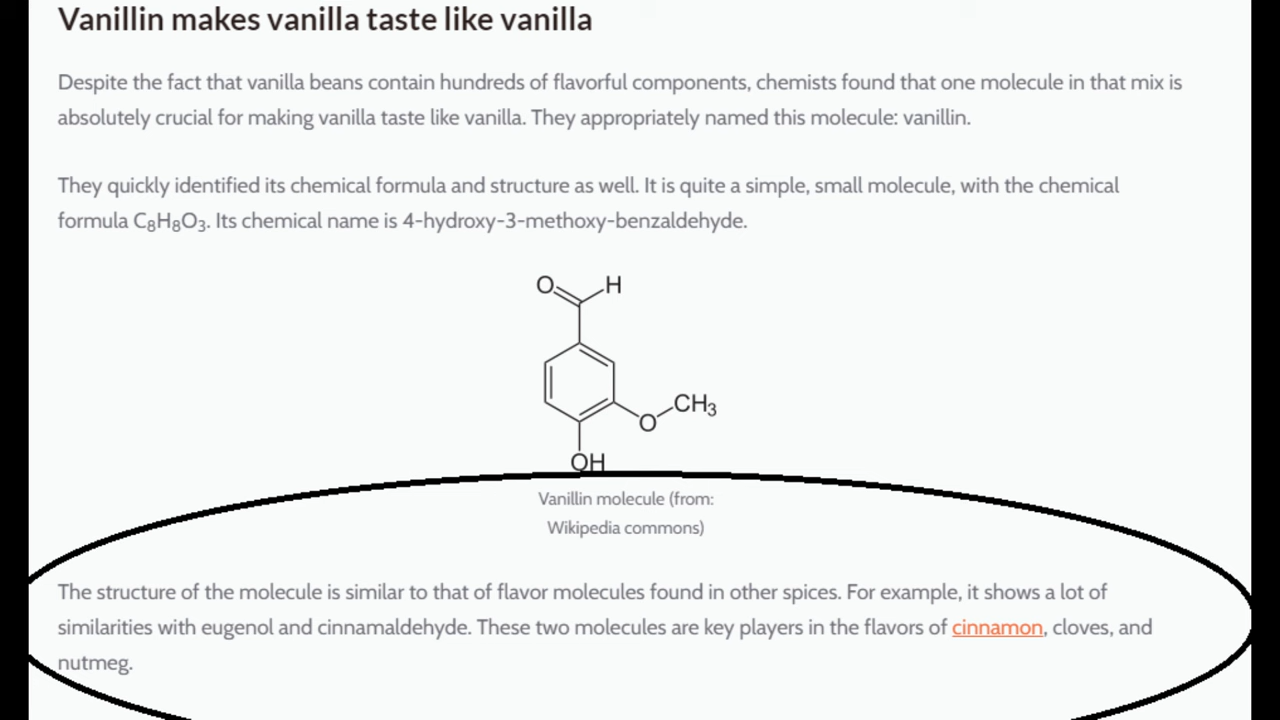 Vanillin makes vanilla taste like vanilla
Despite the fact that vanilla beans contain hundreds of flavorful components, chemists found that one molecule in that mix is
absolutely crucial for making vanilla taste like vanilla. They appropriately named this molecule: vanillin.
They quickly identified its chemical formula and structure as well. It is quite a simple, small molecule, with the chemical
formula C₈H₈O₃. Its chemical name is 4-hydroxy-3-methoxy-benzaldehyde.
O H
CH₃
O
OH
Vanillin molecule (from:
Wikipedia commons)
The structure of the molecule is similar to that of flavor molecules found in other spices. For example, it shows a lot of
similarities with eugenol and cinnamaldehyde. These two molecules are key players in the flavors of cinnamon, cloves, and
nutmeg.